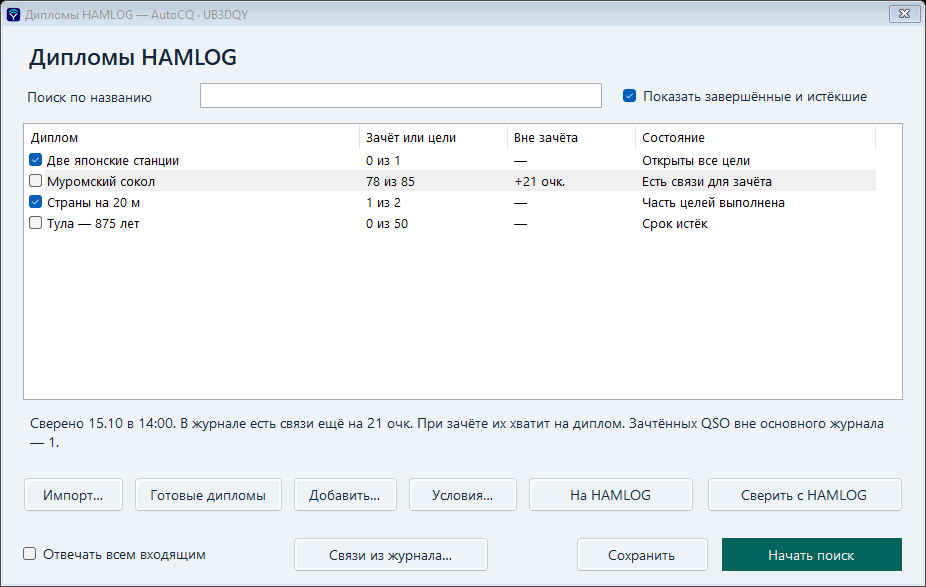 Дипломы HAMLOG — AutoCQ · UB3DQY
Дипломы HAMLOG
Поиск по названию
Показать завершённые и истёкшие
Диплом Зачёт или цели Вне зачёта Состояние
Две японские станции 0 из 1 — Открыты все цели
Муромский сокол 78 из 85 +21 очк. Есть связи для зачёта
Страны на 20 м 1 из 2 — Часть целей выполнена
Тула — 875 лет 0 из 50 — Срок истёк
Сверено 15.10 в 14:00. В журнале есть связи ещё на 21 очк. При зачёте их хватит на диплом. Зачтённых QSO вне основного журнала
— 1.
Импорт... Готовые дипломы Добавить... Условия... На HAMLOG Сверить с HAMLOG
Отвечать всем входящим Связи из журнала... Сохранить Начать поиск